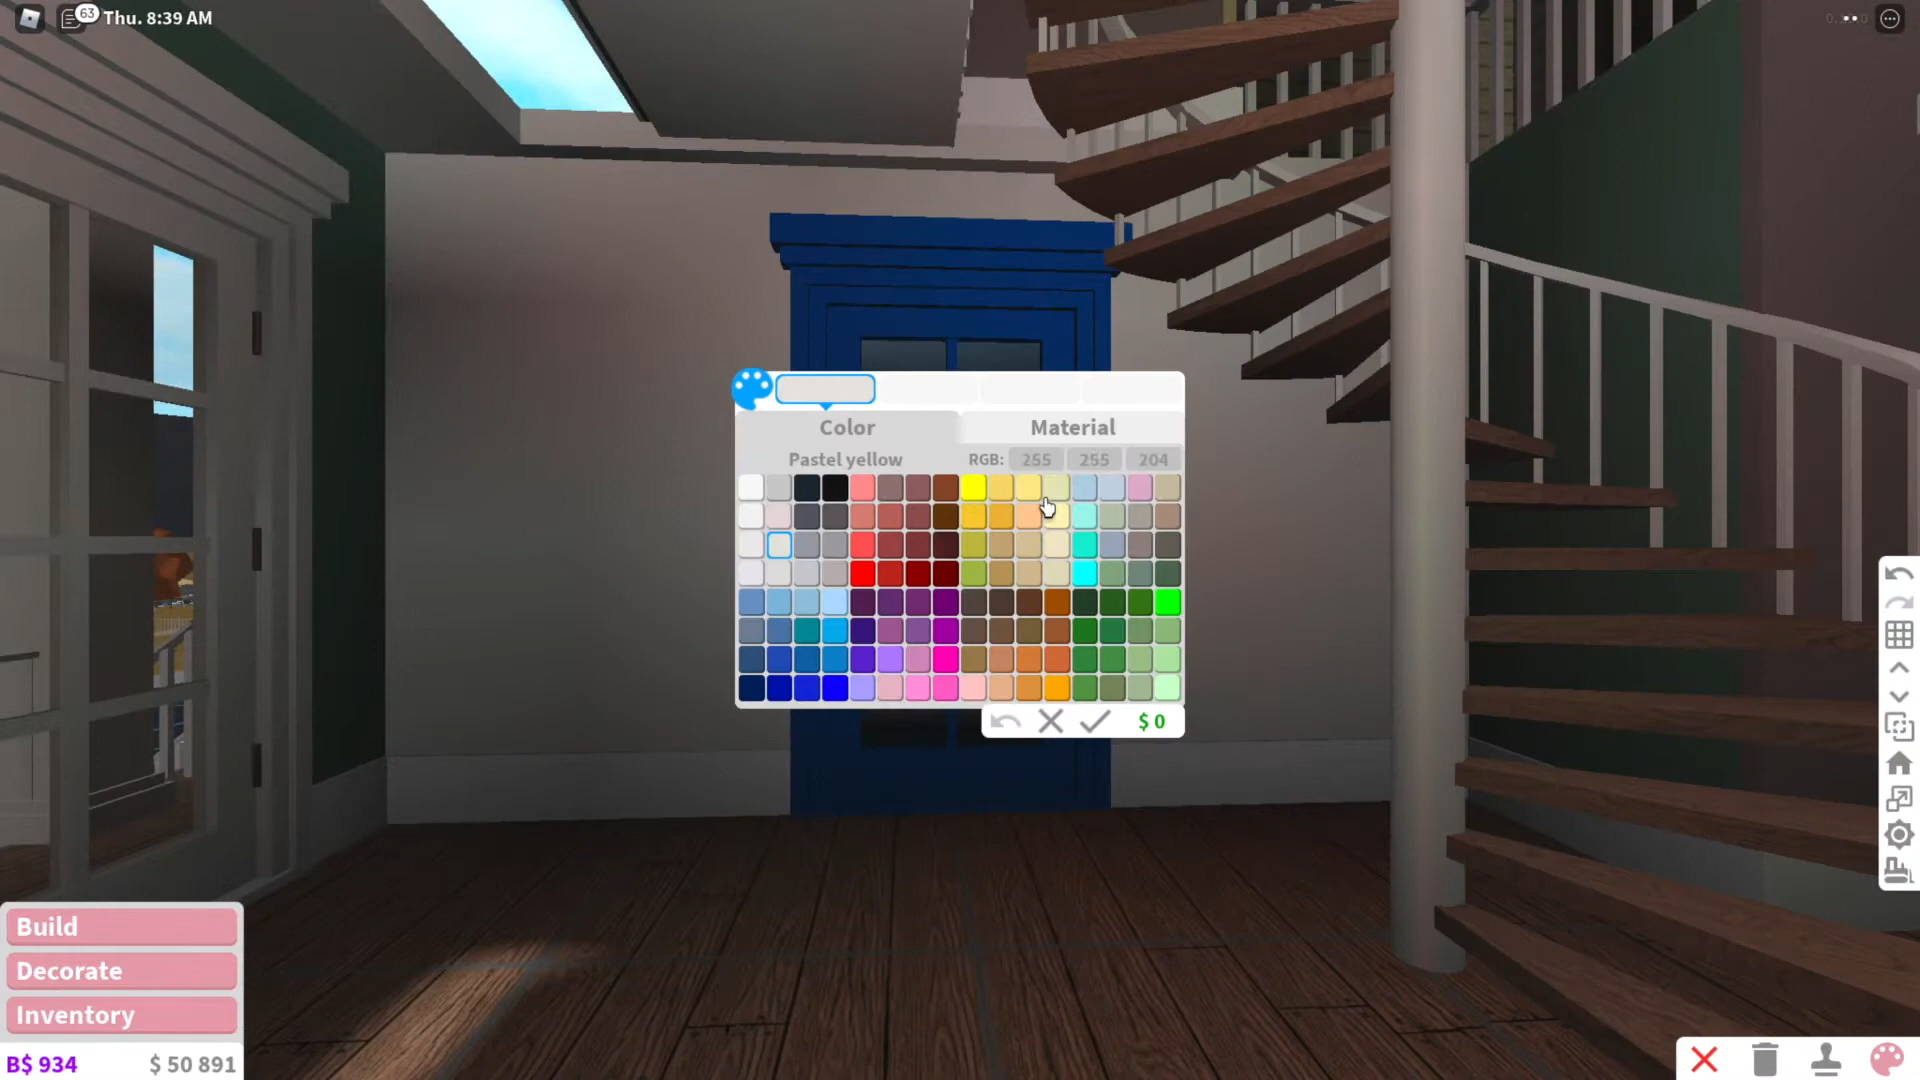 63 Thu. 8:39 AM
Color Material
Pastel yellow RGB: 255 255 204
$ 0
Build
Decorate
Inventory
B$ 934 $ 50 891